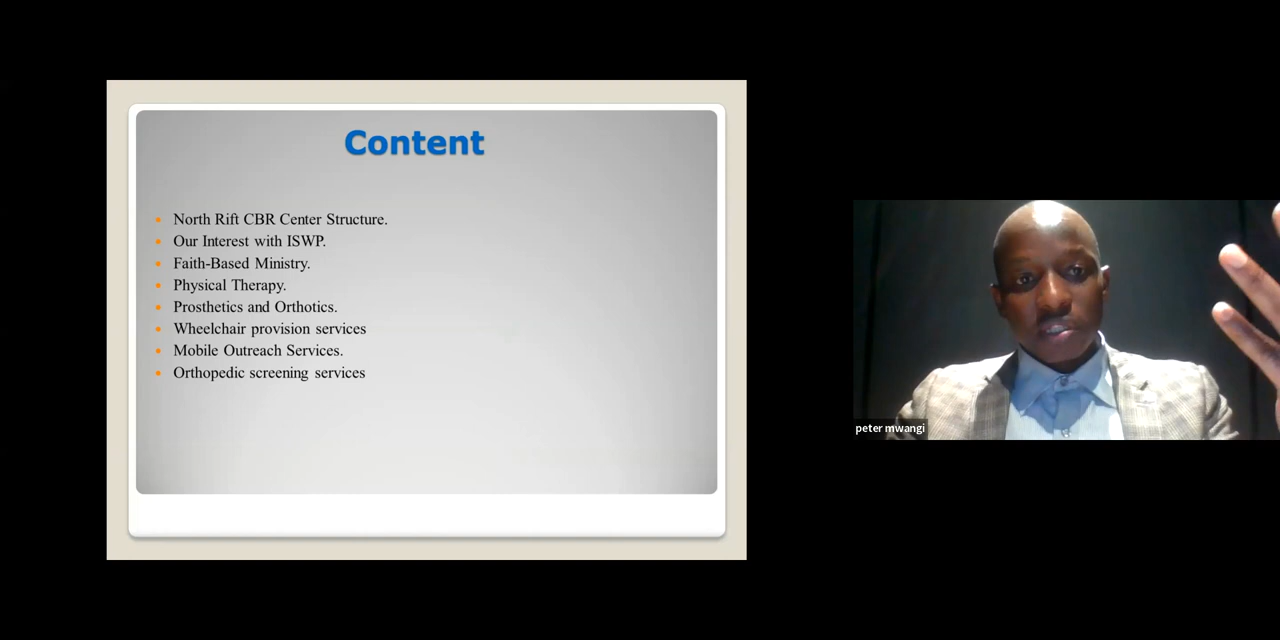 Content
North Rift CBR Center Structure.
Our Interest with ISWP.
Faith-Based Ministry.
Physical Therapy.
Prosthetics and Orthotics.
Wheelchair provision services
Mobile Outreach Services.
Orthopedic screening services
peter mwangi